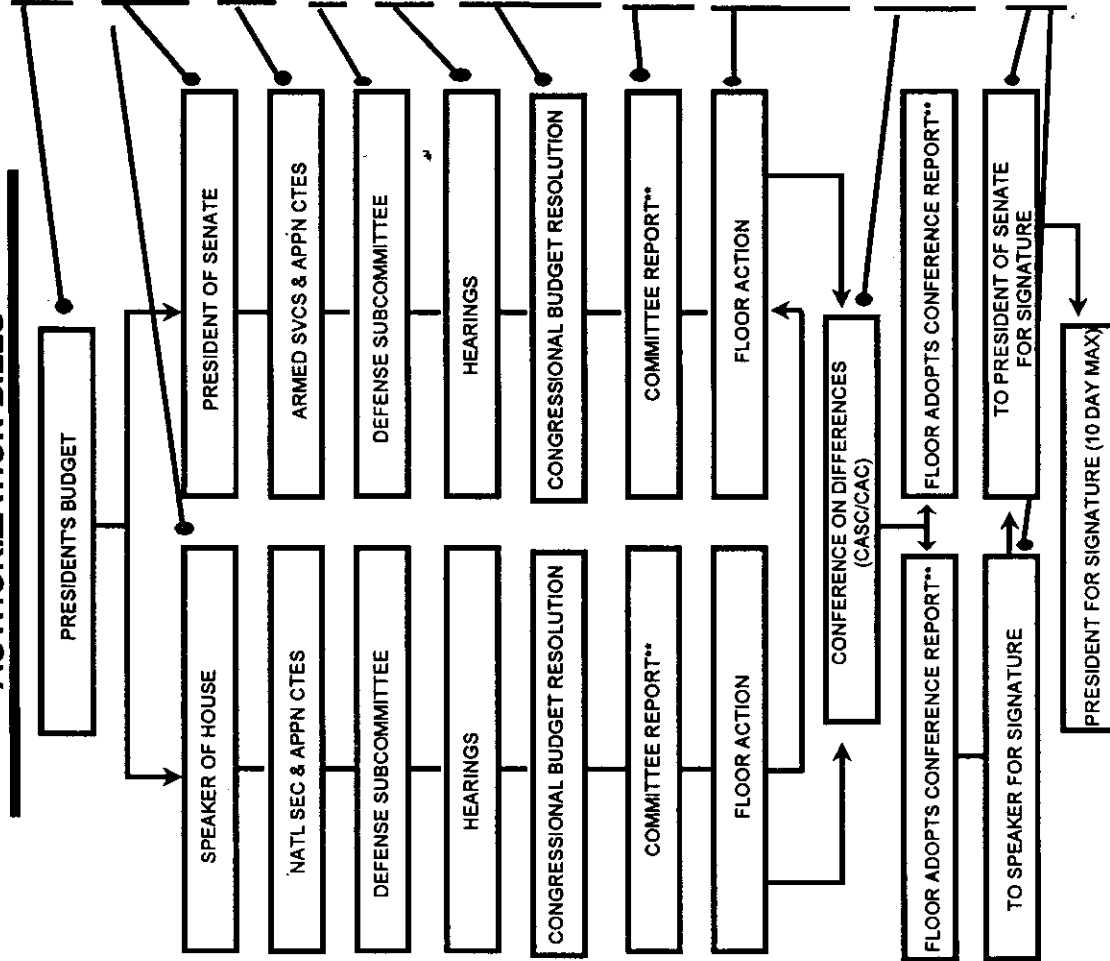 PRESIDENT'S BUDGET
SPEAKER OF HOUSE
PRESIDENT OF SENATE
NATL SEC & APPN CTES
ARMED SVCS & APPN CTES
DEFENSE SUBCOMMITTEE
DEFENSE SUBCOMMITTEE
HEARINGS
HEARINGS
CONGRESSIONAL BUDGET RESOLUTION
CONGRESSIONAL BUDGET RESOLUTION
COMMITTEE REPORT**
COMMITTEE REPORT**
FLOOR ACTION
FLOOR ACTION
CONFERENCE ON DIFFERENCES
(CASC/CAC)
FLOOR ADOPTS CONFERENCE REPORT**
FLOOR ADOPTS CONFERENCE REPORT**
TO SPEAKER FOR SIGNATURE
TO PRESIDENT OF SENATE
FOR SIGNATURE
PRESIDENT FOR SIGNATURE (10 DAY MAX)